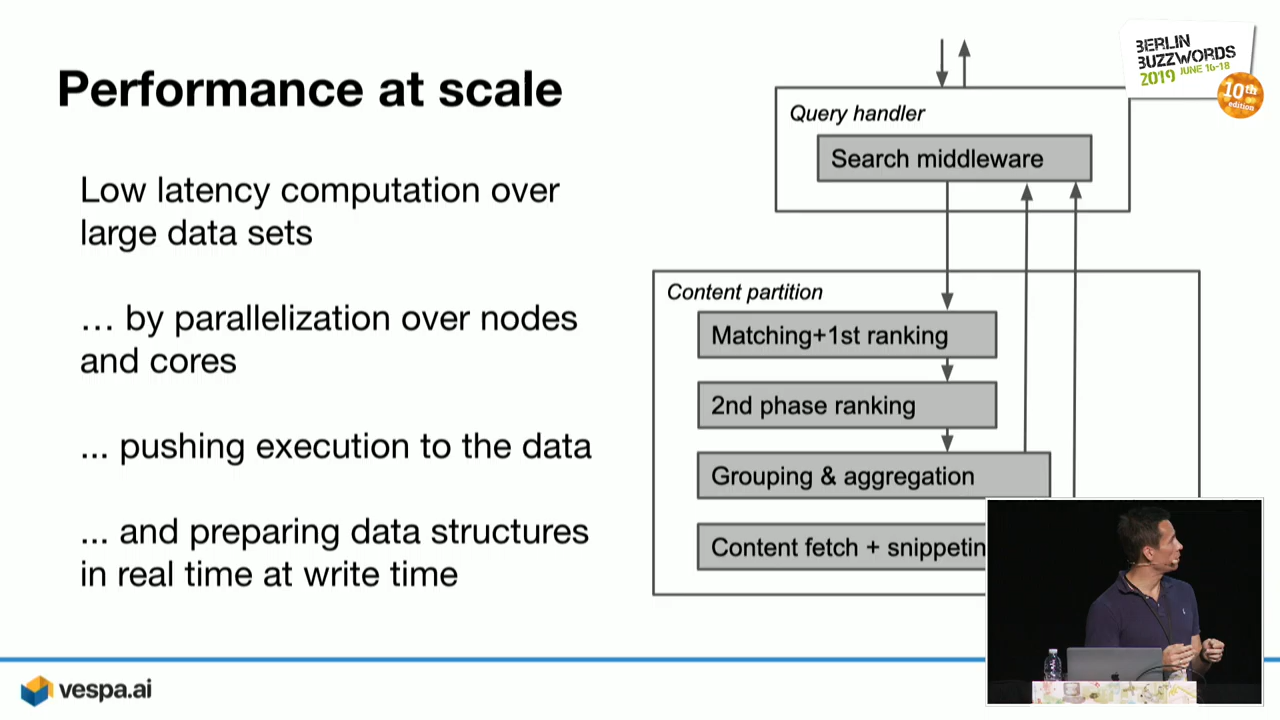 Performance at scale
Low latency computation over
large data sets
… by parallelization over nodes
and cores
... pushing execution to the data
... and preparing data structures
in real time at write time
BERLIN
BUZZWORDS
2019 JUNE 16-18
10th
edition
Query handler
Search middleware
Content partition
Matching+1st ranking
2nd phase ranking
Grouping & aggregation
Content fetch + snippetin
vespa.ai